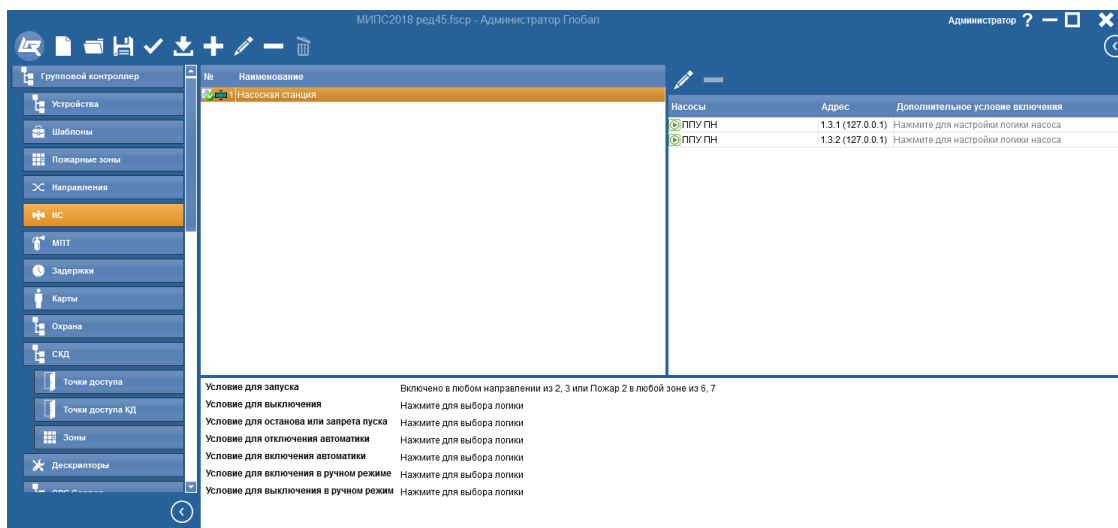 МИПС2018 ред45.fscp - Администратор Глобал
Администратор ?
Групповой контроллер
Устройства
Шаблоны
Пожарные зоны
Направления
НС
МПТ
Задержки
Карты
Охрана
СКД
Точки доступа
Точки доступа КД
Зоны
Дескрипторы
№ Наименование
1 Насосная станция
Насосы Адрес Дополнительное условие включения
ППУ ПН 1.3.1 (127.0.0.1) Нажмите для настройки логики насоса
ППУ ПН 1.3.2 (127.0.0.1) Нажмите для настройки логики насоса
Условие для запуска Включено в любом направлении из 2, 3 или Пожар 2 в любой зоне из 6, 7
Условие для выключения Нажмите для выбора логики
Условие для останова или запрета пуска Нажмите для выбора логики
Условие для отключения автоматики Нажмите для выбора логики
Условие для включения автоматики Нажмите для выбора логики
Условие для включения в ручном режиме Нажмите для выбора логики
Условие для выключения в ручном режим Нажмите для выбора логики